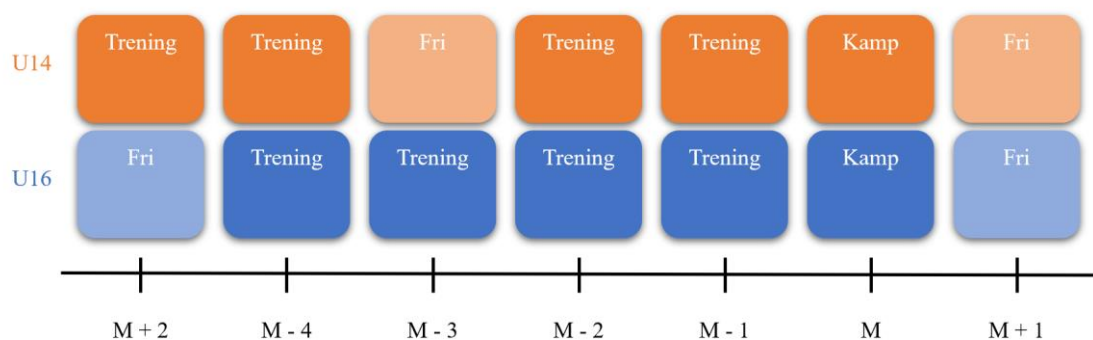 U14 Trening Trening Fri Trening Trening Kamp Fri
U16 Fri Trening Trening Trening Trening Kamp Fri
M + 2 M - 4 M - 3 M - 2 M - 1 M M + 1